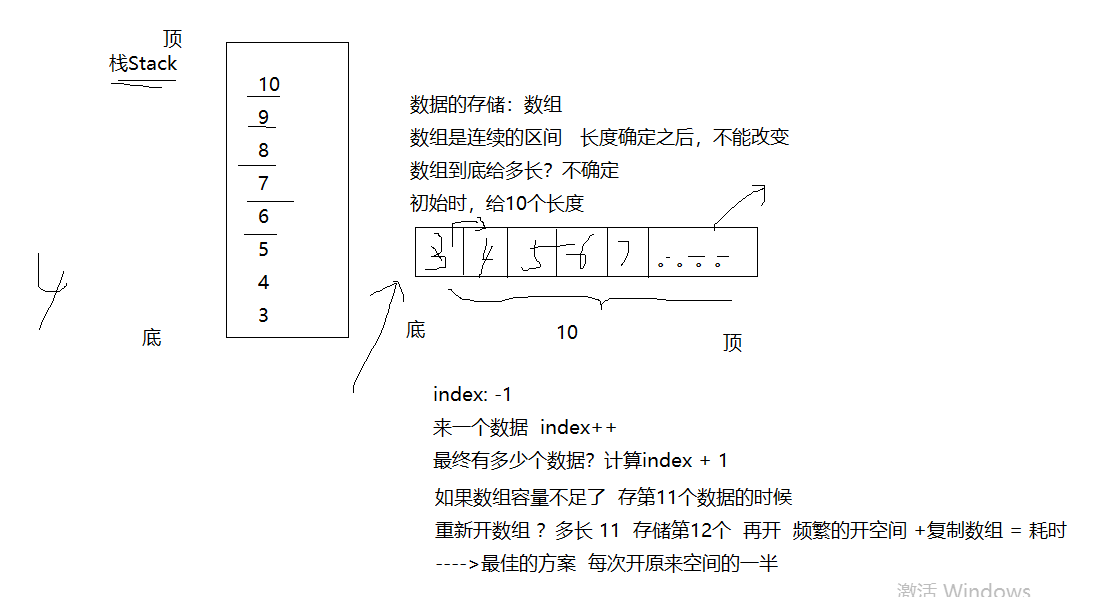 顶
栈Stack
10
9
8
7
6
5
4
3
底
4
数据的存储：数组
数组是连续的区间 长度确定之后，不能改变
数组到底给多长？不确定
初始时，给10个长度
3 4 5 6 7 。。。。
底 10 顶
index: -1
来一个数据 index++
最终有多少个数据？计算index + 1
如果数组容量不足了 存第11个数据的时候
重新开数组 ？多长 11 存储第12个 再开 频繁的开空间 +复制数组 = 耗时
---->最佳的方案 每次开原来空间的一半
激活 Windows